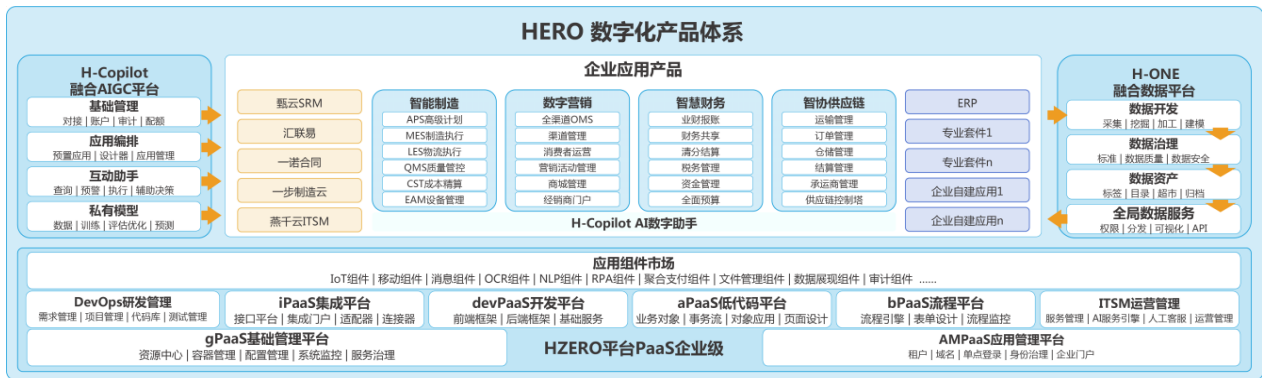 HERO 数字化产品体系
H-Copilot
融合AIGC平台
基础管理
对接 | 账户 | 审计 | 配额
应用编排
预置应用 | 设计器 | 应用管理
互动助手
查询 | 预警 | 执行 | 辅助决策
私有模型
数据 | 训练 | 评估优化 | 预测
企业应用产品
甄云SRM
汇联易
一诺合同
一步制造云
燕千云ITSM
智能制造
APS高级计划
MES制造执行
LES物流执行
QMS质量管控
CST成本精算
EAM设备管理
数字营销
全渠道OMS
渠道管理
消费者运营
营销活动管理
商城管理
经销商门户
智慧财务
业财报账
财务共享
清分结算
税务管理
资金管理
全面预算
智协供应链
运输管理
订单管理
仓储管理
结算管理
承运商管理
供应链控制塔
H-Copilot AI数字助手
ERP
专业套件1
专业套件n
企业自建应用1
企业自建应用n
H-ONE
融合数据平台
数据开发
采集 | 挖掘 | 加工 | 建模
数据治理
标准 | 数据质量 | 数据安全
数据资产
标签 | 目录 | 超市 | 归档
全局数据服务
权限 | 分发 | 可视化 | API
应用组件市场
IoT组件 | 移动组件 | 消息组件 | OCR组件 | NLP组件 | RPA组件 | 聚合支付组件 | 文件管理组件 | 数据展现组件 | 审计组件 ……
DevOps研发管理
需求管理 | 项目管理 | 代码库 | 测试管理
iPaaS集成平台
接口平台 | 集成门户 | 适配器 | 连接器
devPaaS开发平台
前端框架 | 后端框架 | 基础服务
aPaaS低代码平台
业务对象 | 事务流 | 对象应用 | 页面设计
bPaaS流程平台
流程引擎 | 表单设计 | 流程监控
ITSM运营管理
服务管理 | AI服务引擎 | 人工客服 | 运营管理
gPaaS基础管理平台
资源中心 | 容器管理 | 配置管理 | 系统监控 | 服务治理
HZERO平台PaaS企业级
AMPaaS应用管理平台
租户 | 域名 | 单点登录 | 身份治理 | 企业门户